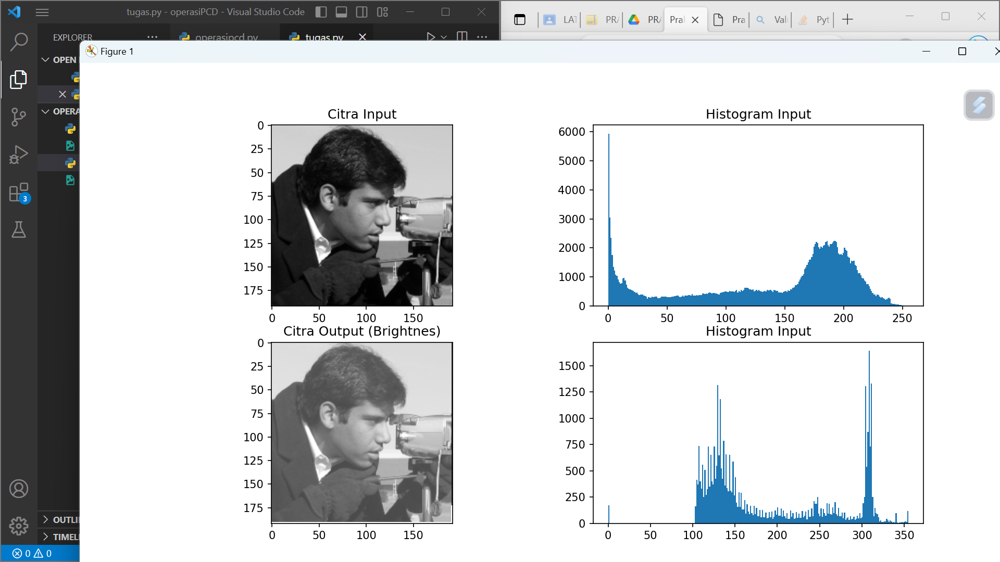 tugas.py - operasiPCD - Visual Studio Code
LAT
PRA
PRA
Pral
Pra
Val
Pyt
EXPLORER
operasipcd.py
tugas.py
Figure 1
OPEN
OPERA
3
Citra Input
0
25
50
75
100
125
150
175
0 50 100 150
Histogram Input
6000
5000
4000
3000
2000
1000
0
0 50 100 150 200 250
Citra Output (Brightnes)
0
25
50
75
100
125
150
175
0 50 100 150
Histogram Input
1500
1250
1000
750
500
250
0
0 50 100 150 200 250 300 350
OUTLI
TIMEL
0 0